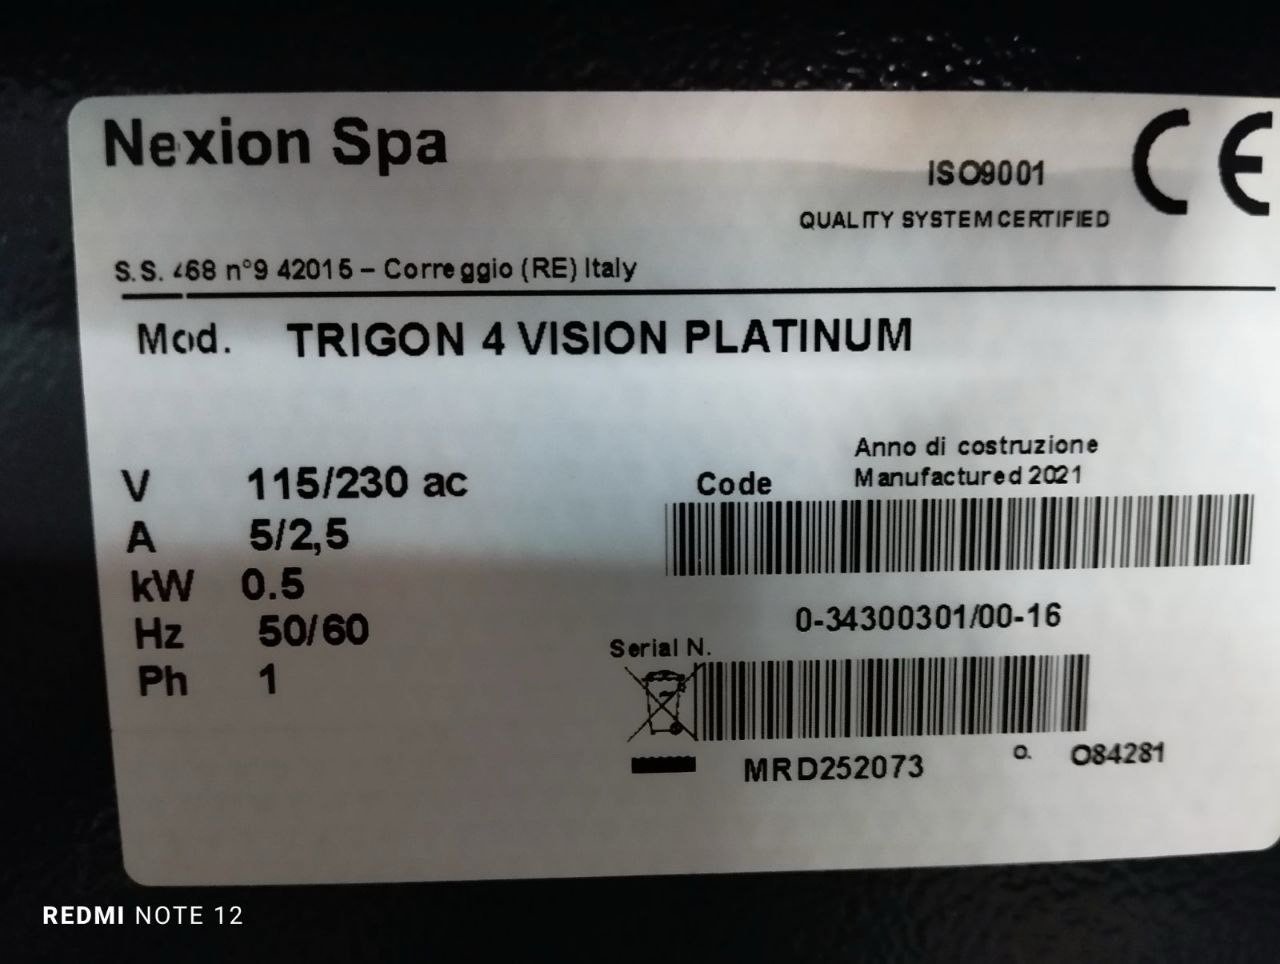 Nexion Spa
ISO9001
QUALITY SYSTEM CERTIFIED
CE
S.S. 468 n°9 42015 – Correggio (RE) Italy
Mod. TRIGON 4 VISION PLATINUM
V 115/230 ac
A 5/2,5
kW 0.5
Hz 50/60
Ph 1
Anno di costruzione
Code Manufactured 2021
0-34300301/00-16
Serial N.
MRD252073 O. O84281
REDMI NOTE 12